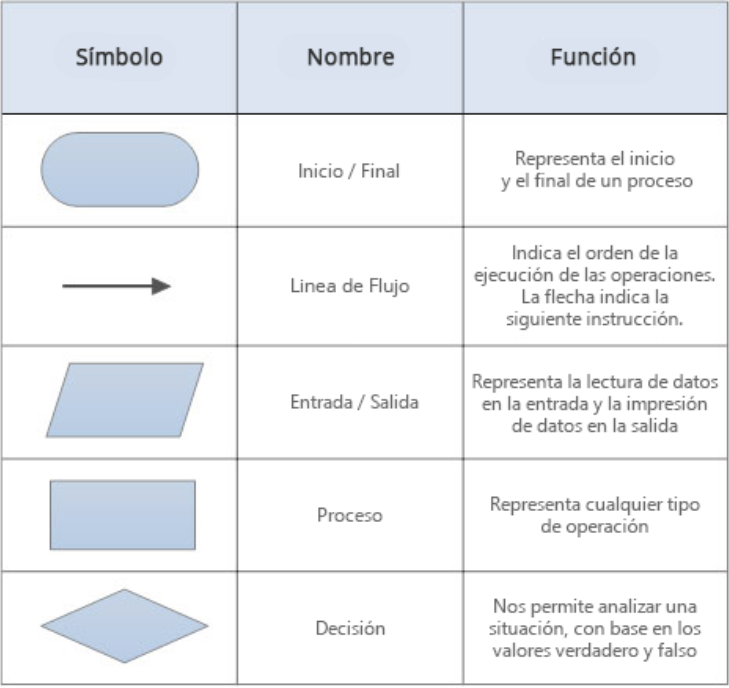 Símbolo
Nombre
Función
Inicio / Final
Representa el inicio
y el final de un proceso
Linea de Flujo
Indica el orden de la
ejecución de las operaciones.
La flecha indica la
siguiente instrucción.
Entrada / Salida
Representa la lectura de datos
en la entrada y la impresión
de datos en la salida
Proceso
Representa cualquier tipo
de operación
Decisión
Nos permite analizar una
situación, con base en los
valores verdadero y falso